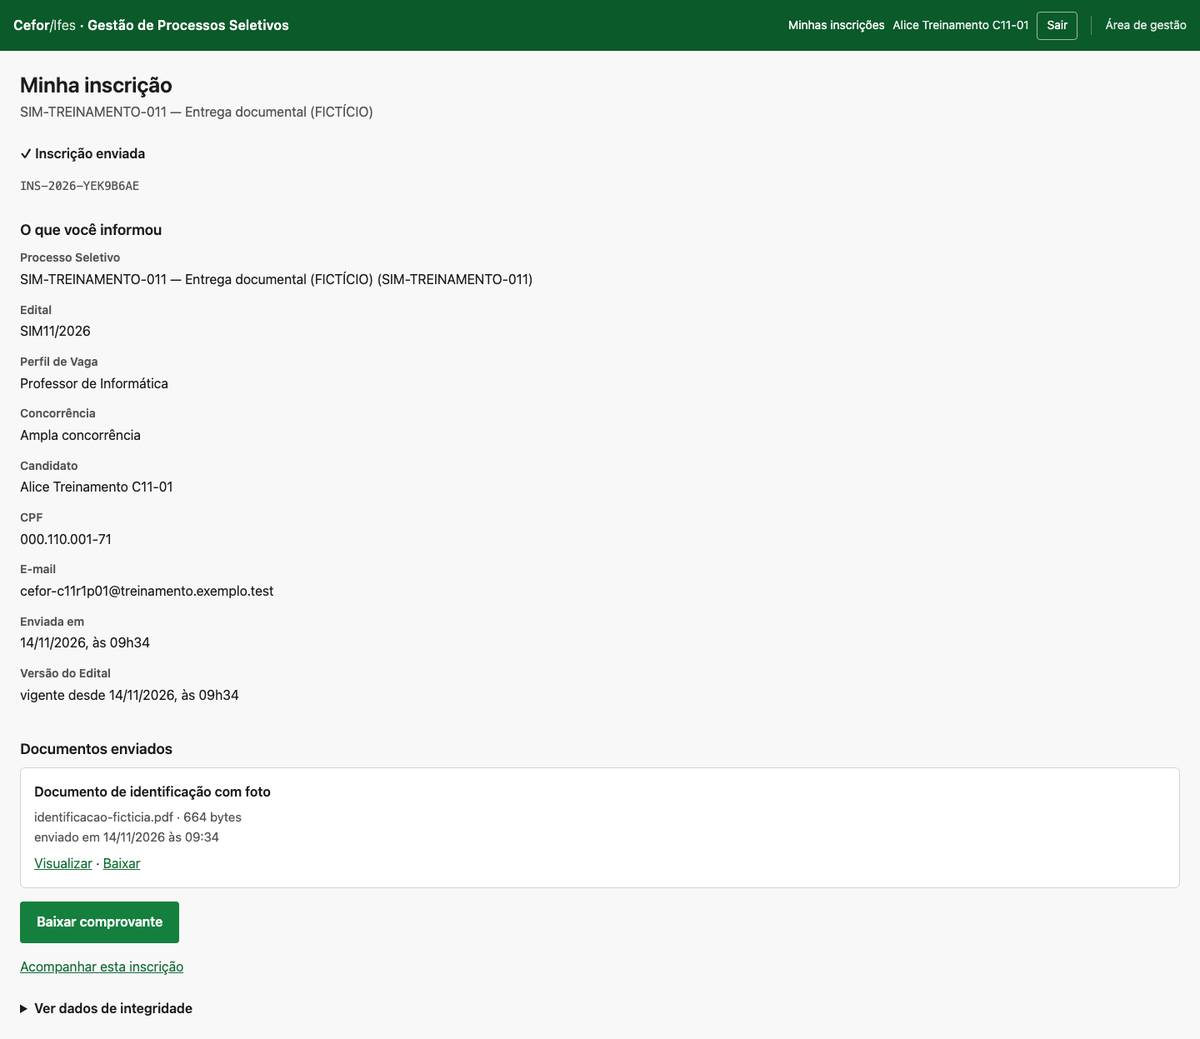 Cefor/Ifes · Gestão de Processos Seletivos
Minhas inscrições Alice Treinamento C11-01 Sair Área de gestão
Minha inscrição
SIM-TREINAMENTO-011 — Entrega documental (FICTÍCIO)
✓ Inscrição enviada
INS-2026-YEK9B6AE
O que você informou
Processo Seletivo
SIM-TREINAMENTO-011 — Entrega documental (FICTÍCIO) (SIM-TREINAMENTO-011)
Edital
SIM11/2026
Perfil de Vaga
Professor de Informática
Concorrência
Ampla concorrência
Candidato
Alice Treinamento C11-01
CPF
000.110.001-71
E-mail
cefor-c11r1p01@treinamento.exemplo.test
Enviada em
14/11/2026, às 09h34
Versão do Edital
vigente desde 14/11/2026, às 09h34
Documentos enviados
Documento de identificação com foto
identificacao-ficticia.pdf · 664 bytes
enviado em 14/11/2026 às 09:34
Visualizar · Baixar
Baixar comprovante
Acompanhar esta inscrição
▶ Ver dados de integridade